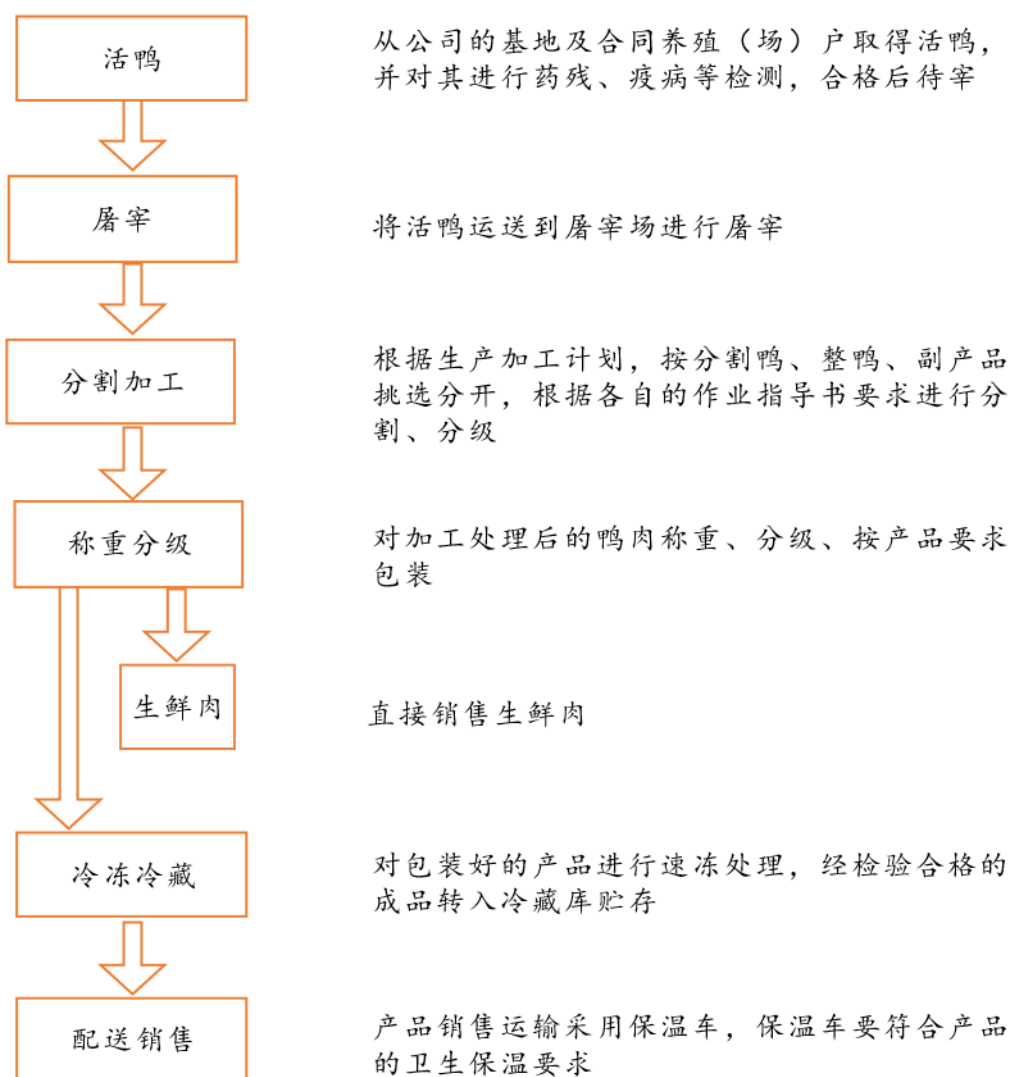 活鸭
从公司的基地及合同养殖（场）户取得活鸭，
并对其进行药残、疫病等检测，合格后待宰
屠宰
将活鸭运送到屠宰场进行屠宰
分割加工
根据生产加工计划，按分割鸭、整鸭、副产品
挑选分开，根据各自的作业指导书要求进行分
割、分级
称重分级
对加工处理后的鸭肉称重、分级、按产品要求
包装
生鲜肉
直接销售生鲜肉
冷冻冷藏
对包装好的产品进行速冻处理，经检验合格的
成品转入冷藏库贮存
配送销售
产品销售运输采用保温车，保温车要符合产品
的卫生保温要求